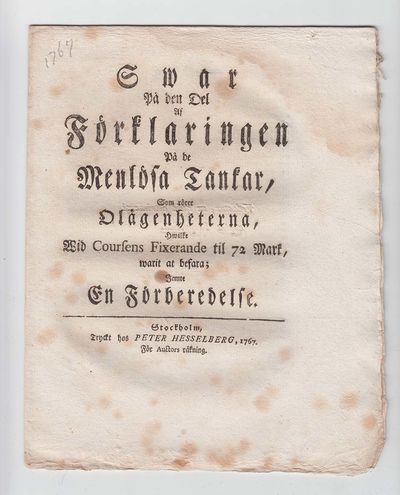 1767
Swar
På den Del
Af
Förklaringen
På de
Menlösa Tankar,
Som rörer
Olägenheterna,
Hwilke
Wid Coursens Fixerande til 72 Mark,
warit at befara;
Jemte
En Förberedelse.
Stockholm,
Tryckt hos PETER HESSELBERG, 1767.
För Auctors räkning.